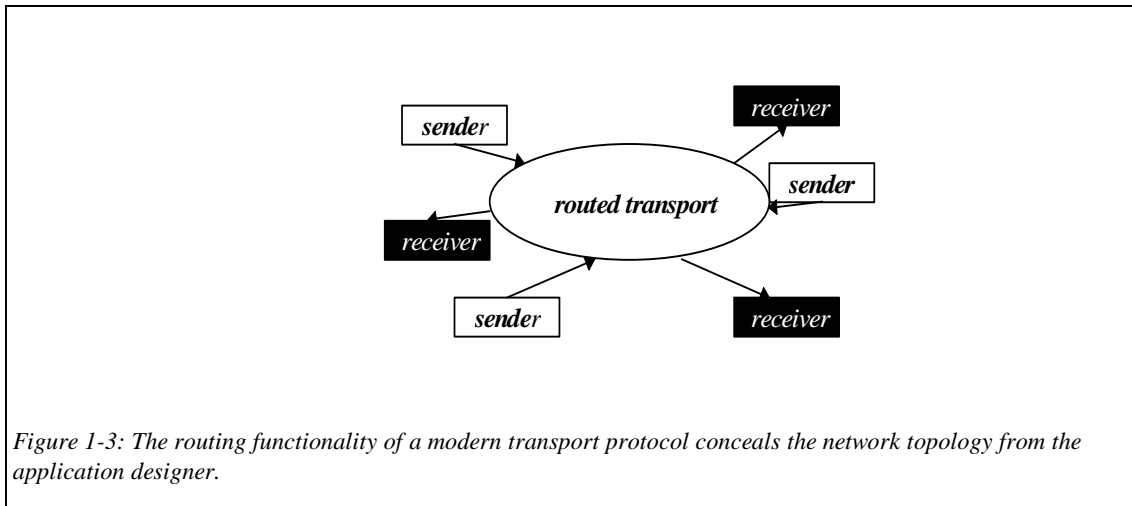 receiver
sender
sender
routed transport
receiver
sender
receiver
Figure 1-3: The routing functionality of a modern transport protocol conceals the network topology from the
application designer.